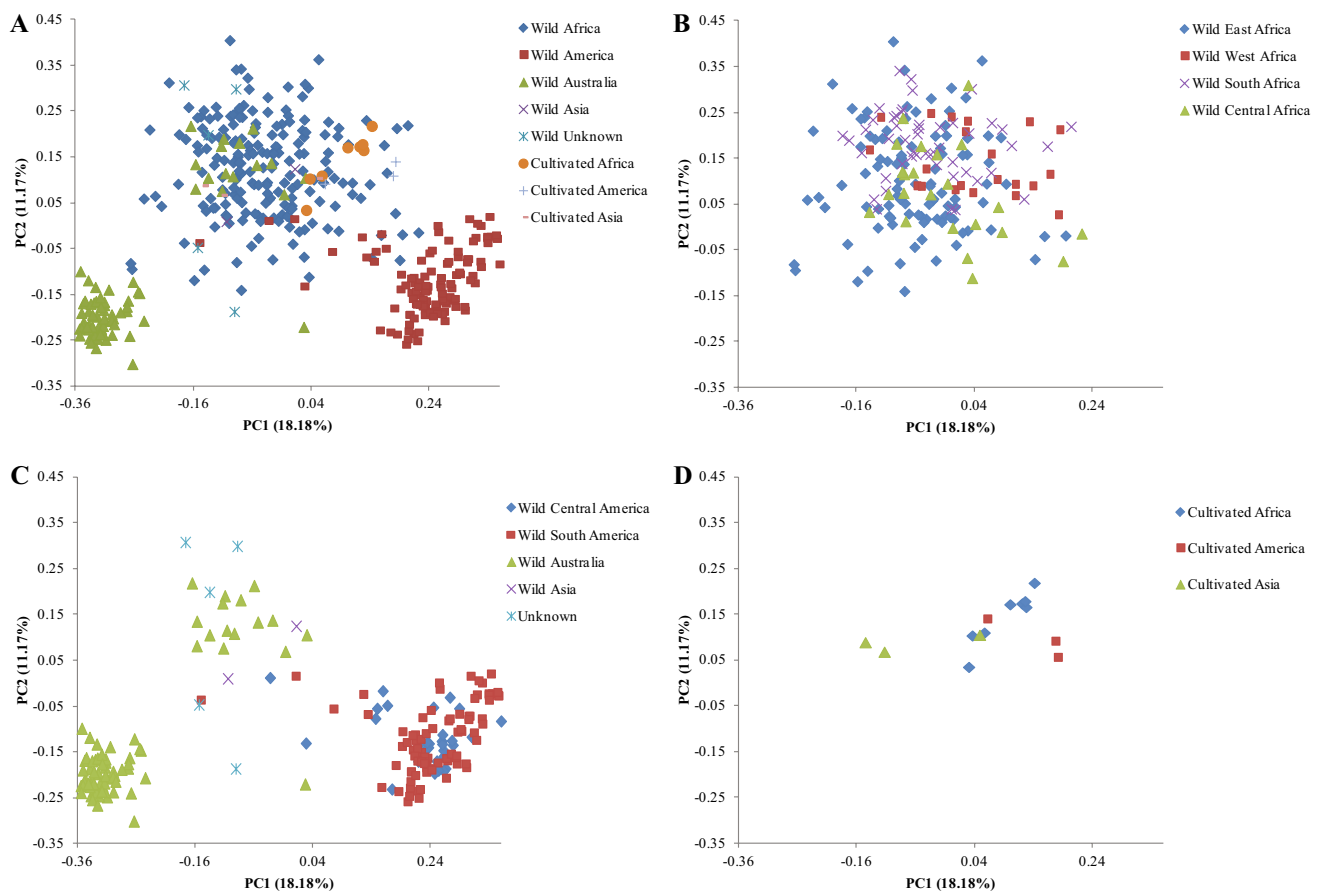 A
0.45
0.35
0.25
0.15
0.05
-0.05
-0.15
-0.25
-0.35
PC2 (11.17%)
-0.36
-0.16
0.04
0.24
PC1 (18.18%)
Wild Africa
Wild America
Wild Australia
Wild Asia
Wild Unknown
Cultivated Africa
Cultivated America
Cultivated Asia
B
0.45
0.35
0.25
0.15
0.05
-0.05
-0.15
-0.25
-0.35
PC2 (11.17%)
-0.36
-0.16
0.04
0.24
PC1 (18.18%)
Wild East Africa
Wild West Africa
Wild South Africa
Wild Central Africa
C
0.45
0.35
0.25
0.15
0.05
-0.05
-0.15
-0.25
-0.35
PC2 (11.17%)
-0.36
-0.16
0.04
0.24
PC1 (18.18%)
Wild Central America
Wild South America
Wild Australia
Wild Asia
Unknown
D
0.45
0.35
0.25
0.15
0.05
-0.05
-0.15
-0.25
-0.35
PC2 (11.17%)
-0.36
-0.16
0.04
0.24
PC1 (18.18%)
Cultivated Africa
Cultivated America
Cultivated Asia